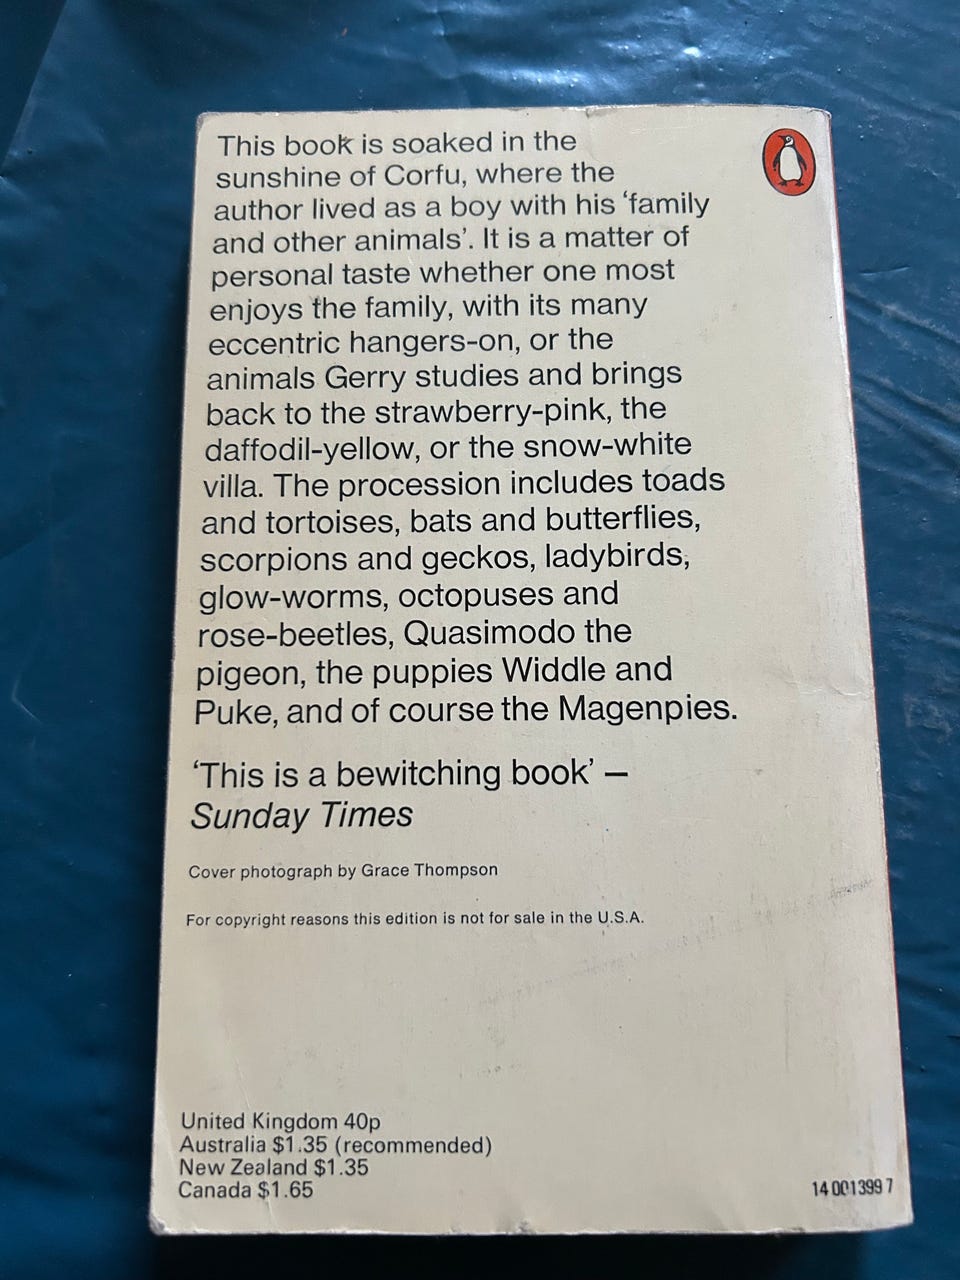 This book is soaked in the
sunshine of Corfu, where the
author lived as a boy with his ‘family
and other animals’. It is a matter of
personal taste whether one most
enjoys the family, with its many
eccentric hangers-on, or the
animals Gerry studies and brings
back to the strawberry-pink, the
daffodil-yellow, or the snow-white
villa. The procession includes toads
and tortoises, bats and butterflies,
scorpions and geckos, ladybirds,
glow-worms, octopuses and
rose-beetles, Quasimodo the
pigeon, the puppies Widdle and
Puke, and of course the Magenpies.
‘This is a bewitching book’ –
Sunday Times
Cover photograph by Grace Thompson
For copyright reasons this edition is not for sale in the U.S.A.
United Kingdom 40p
Australia $1.35 (recommended)
New Zealand $1.35
Canada $1.65
14 001399 7